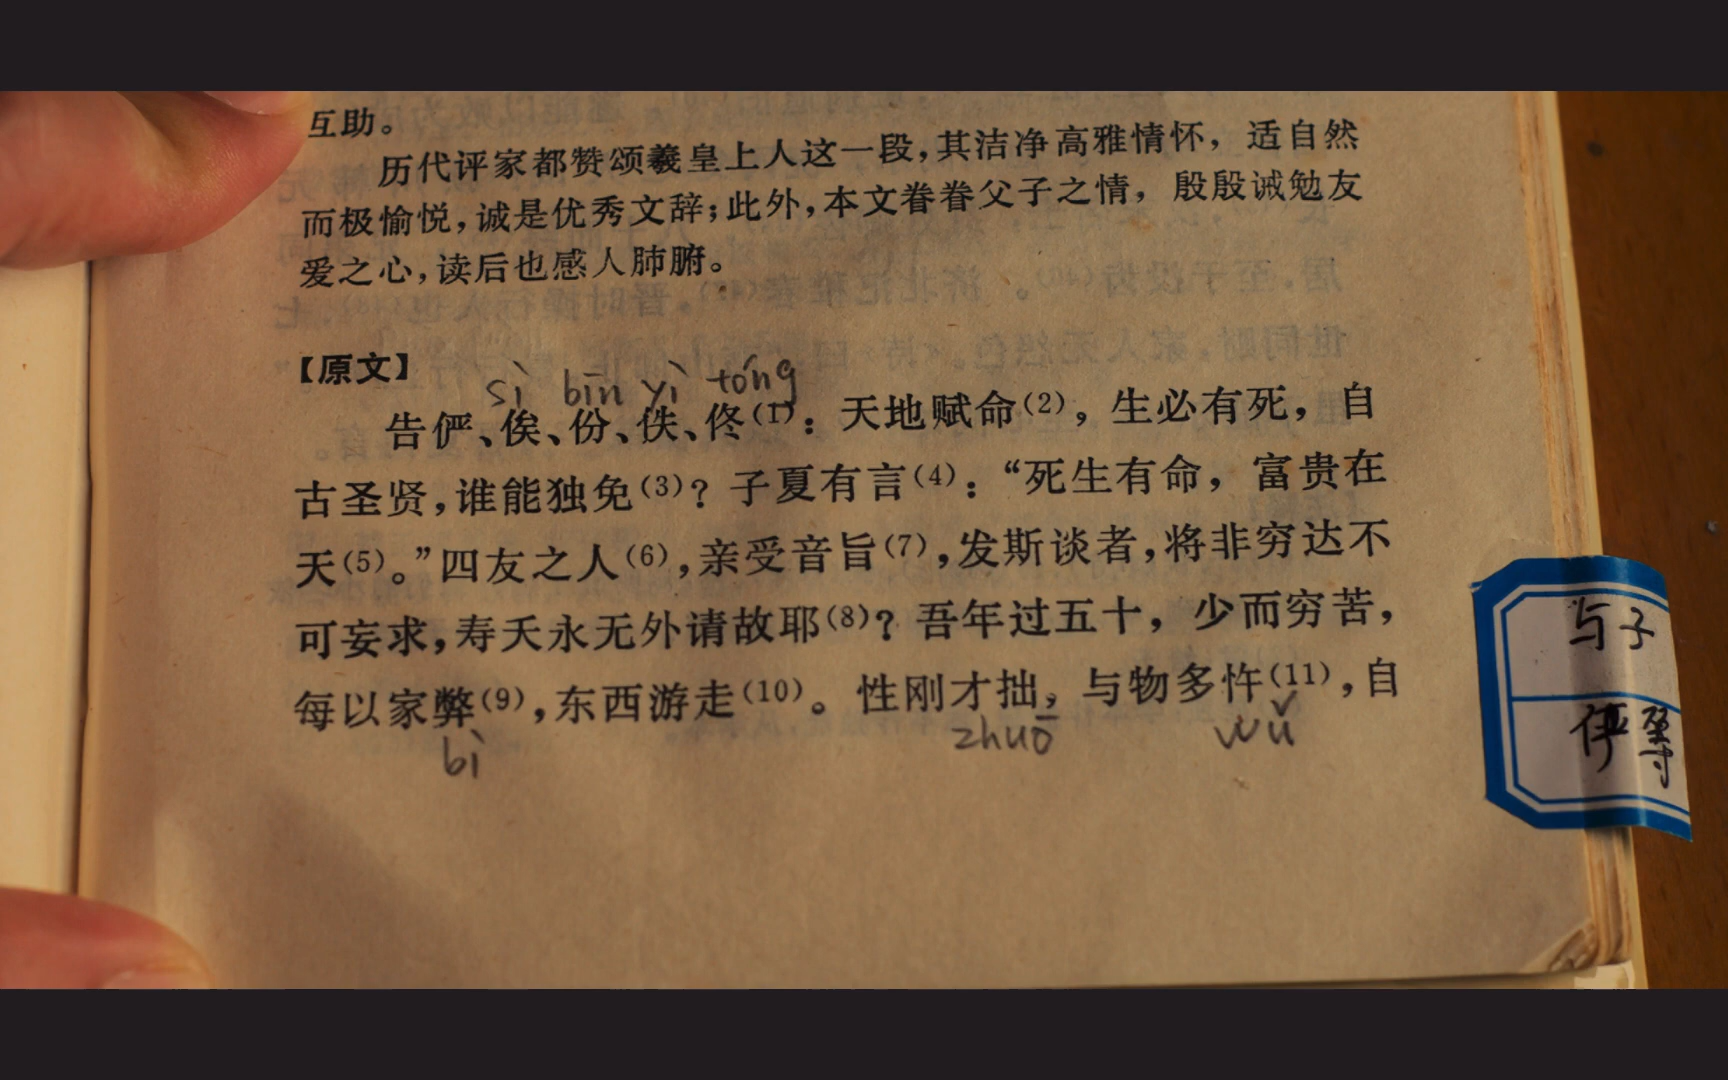 互助。
历代评家都赞颂羲皇上人这一段，其洁净高雅情怀，适自然
而极愉悦，诚是优秀文辞；此外，本文眷眷父子之情，殷殷诫勉友
爱之心，读后也感人肺腑。
【原文】
sì bīn yì tóng
告俨、俟、份、佚、佟(1)：天地赋命(2)，生必有死，自
古圣贤，谁能独免(3)？子夏有言(4)：“死生有命，富贵在
天(5)。”四友之人(6)，亲受音旨(7)，发斯谈者，将非穷达不
可妄求，寿夭永无外请故耶(8)？吾年过五十，少而穷苦，
每以家弊(9)，东西游走(10)。性刚才拙，与物多忤(11)，自
bì zhuō wǔ
与子
俨等